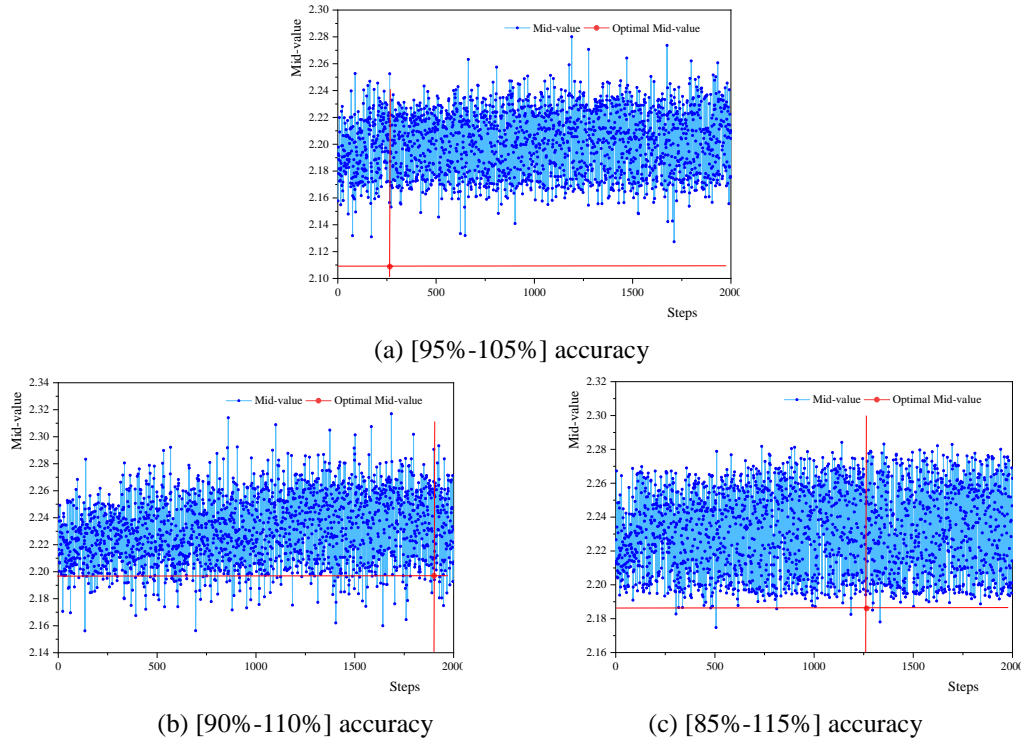 Mid-value
Mid-value Optimal Mid-value
2.30
2.28
2.26
2.24
2.22
2.20
2.18
2.16
2.14
2.12
2.10
0 500 1000 1500 2000
Steps
(a) [95%-105%] accuracy
Mid-value
Mid-value Optimal Mid-value
2.34
2.32
2.30
2.28
2.26
2.24
2.22
2.20
2.18
2.16
2.14
0 500 1000 1500 2000
Steps
(b) [90%-110%] accuracy
Mid-value
Mid-value Optimal Mid-value
2.32
2.30
2.28
2.26
2.24
2.22
2.20
2.18
2.16
0 500 1000 1500 2000
Steps
(c) [85%-115%] accuracy